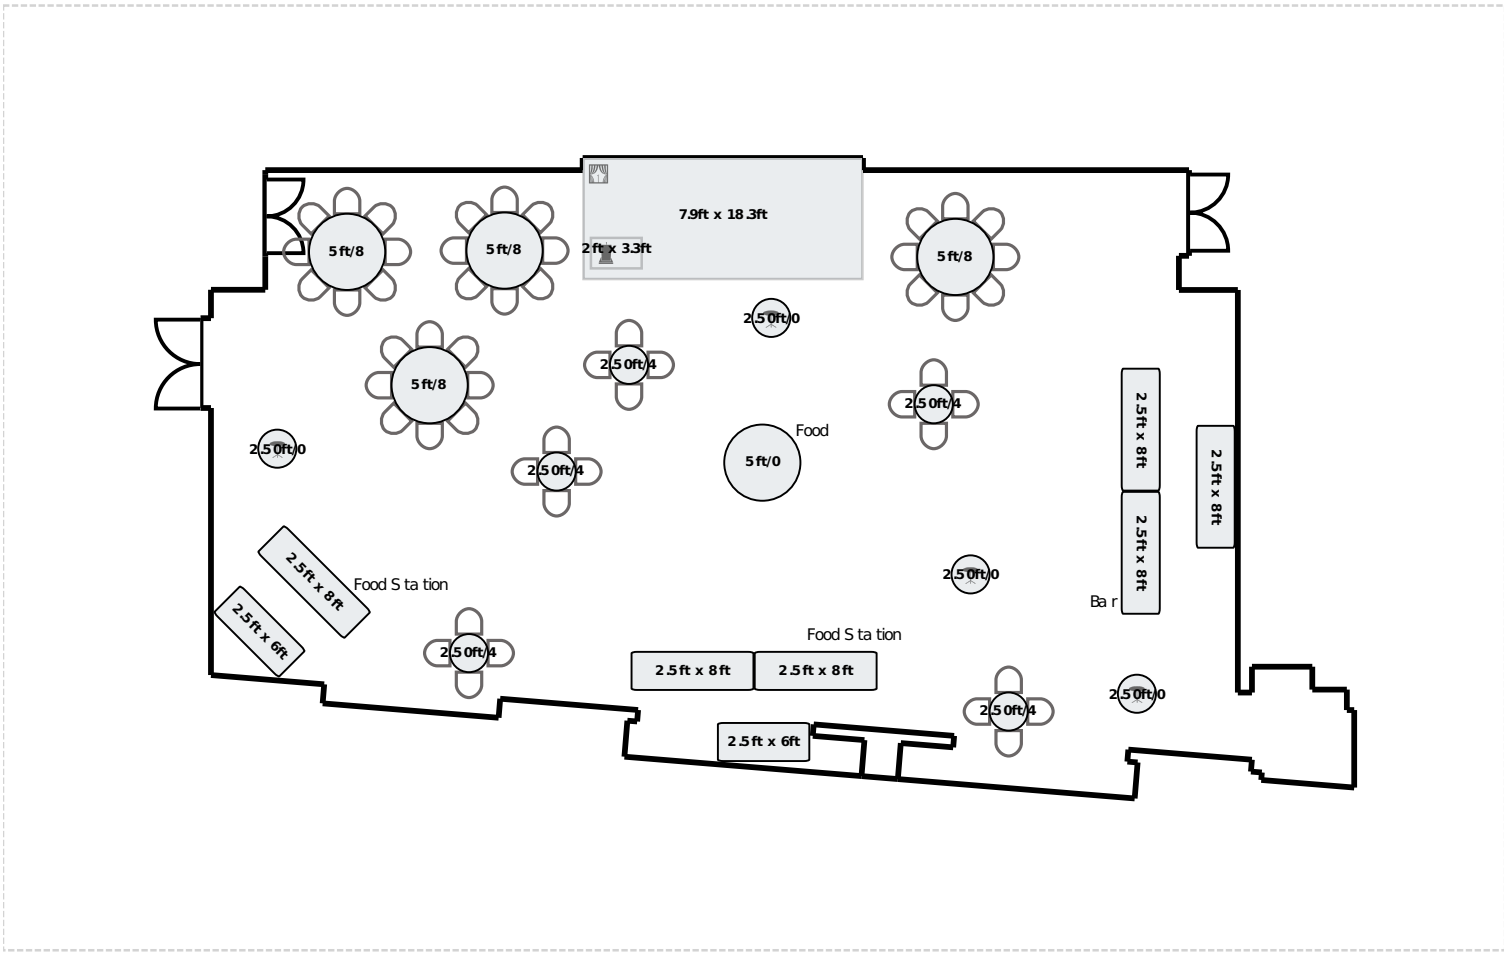 7.9ft x 18.3ft
2ft x 3.3ft
5ft/8
5ft/8
5ft/8
2.50ft/0
2.50ft/4
5ft/8
2.50ft/4
Food
2.50ft/0
2.50ft/4
5ft/0
2.5ft x 8ft
2.5ft x 8ft
2.5ft x 8ft
2.50ft/0
2.5ft x 8ft
Food Station
Bar
2.5ft x 6ft
Food Station
2.50ft/4
2.5ft x 8ft
2.5ft x 8ft
2.50ft/0
2.50ft/4
2.5ft x 6ft